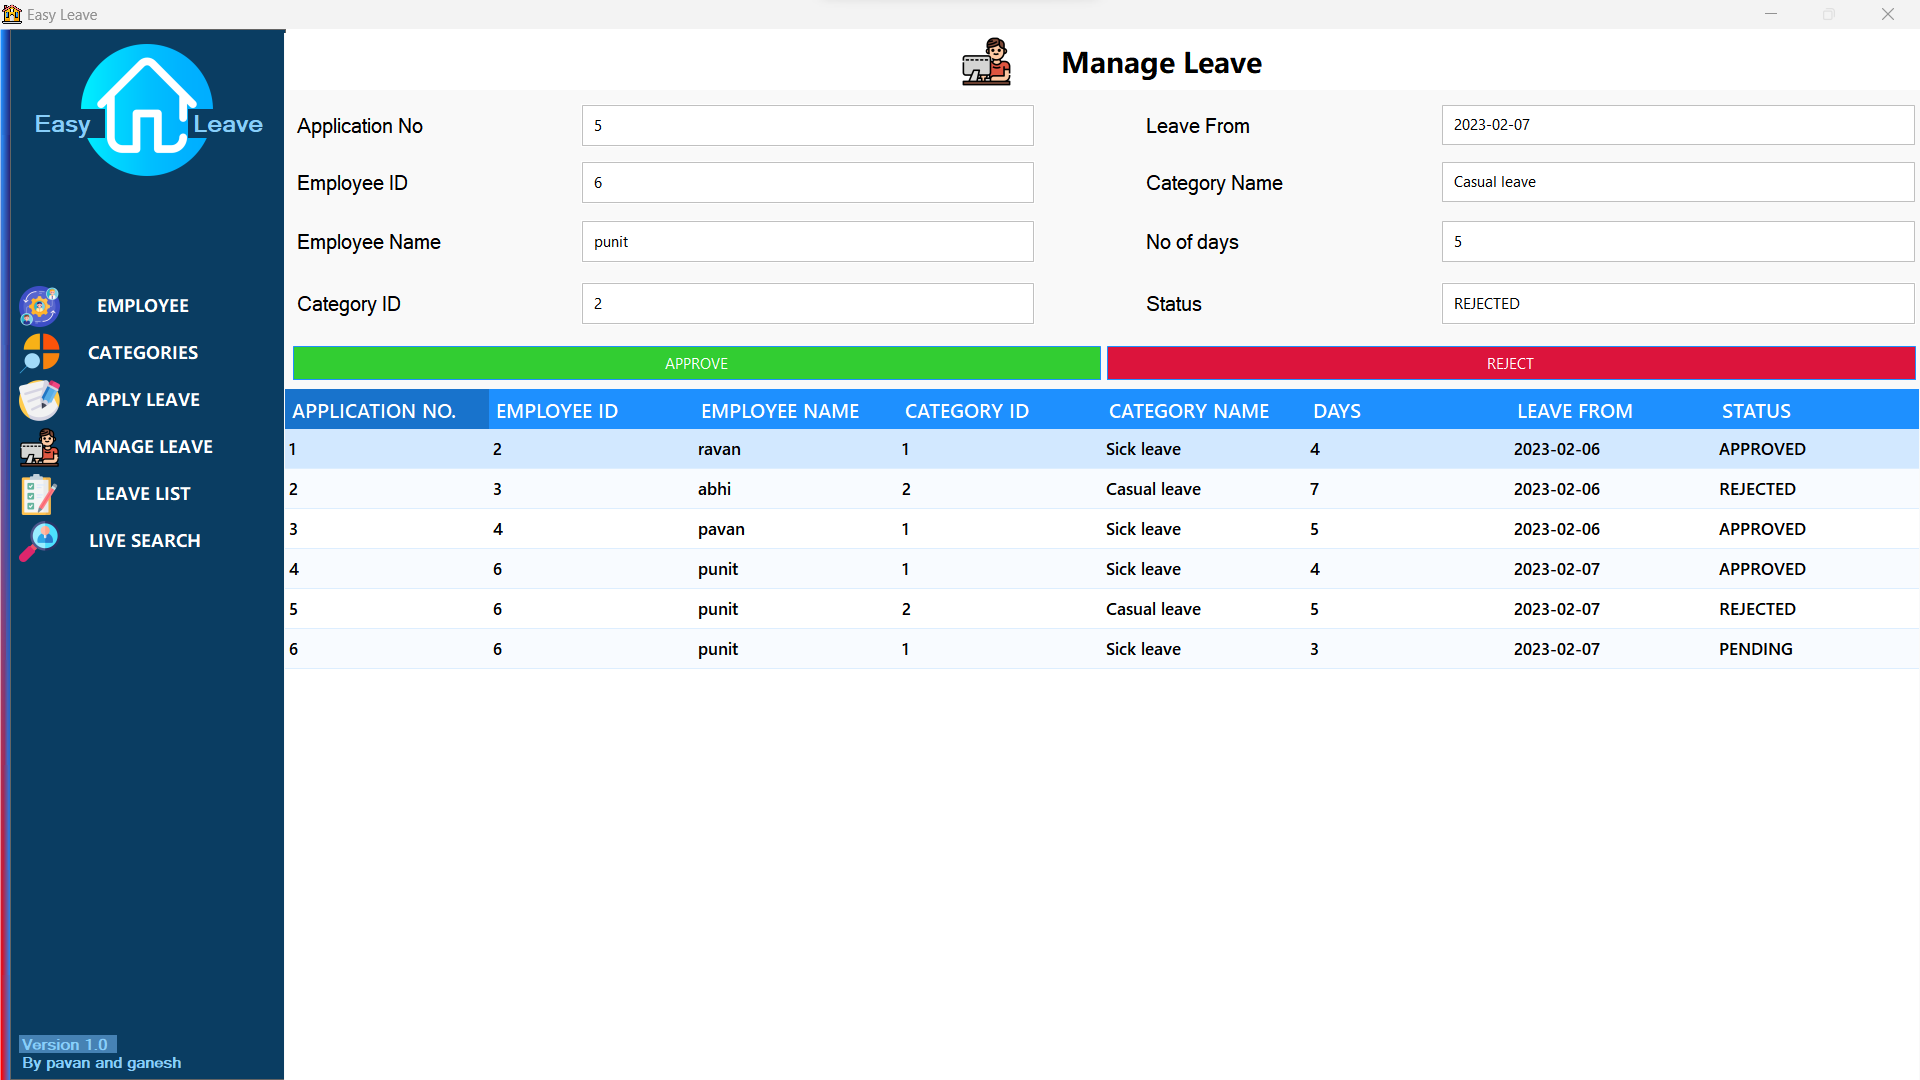 Easy Leave
Easy Leave
Manage Leave
Application No 5 Leave From 2023-02-07
Employee ID 6 Category Name Casual leave
Employee Name punit No of days 5
Category ID 2 Status REJECTED
APPROVE REJECT
EMPLOYEE
CATEGORIES
APPLY LEAVE
MANAGE LEAVE
LEAVE LIST
LIVE SEARCH
APPLICATION NO. EMPLOYEE ID EMPLOYEE NAME CATEGORY ID CATEGORY NAME DAYS LEAVE FROM STATUS
1 2 ravan 1 Sick leave 4 2023-02-06 APPROVED
2 3 abhi 2 Casual leave 7 2023-02-06 REJECTED
3 4 pavan 1 Sick leave 5 2023-02-06 APPROVED
4 6 punit 1 Sick leave 4 2023-02-07 APPROVED
5 6 punit 2 Casual leave 5 2023-02-07 REJECTED
6 6 punit 1 Sick leave 3 2023-02-07 PENDING
Version 1.0
By pavan and ganesh